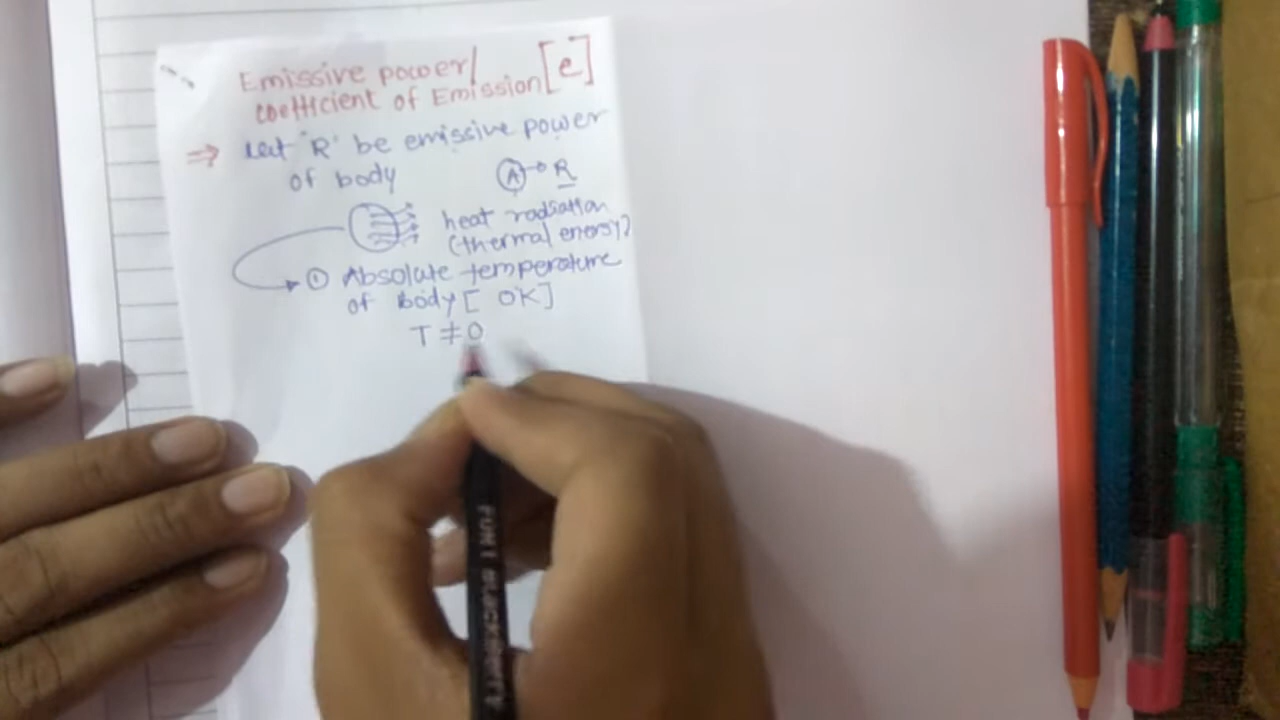 Emissive power/ [e]
coefficient of Emission
⇒ Let 'R' be emissive power
of body A → R
heat radiation
(thermal energy)
① Absolute temperature
of body [ 0K]
T ≠ 0